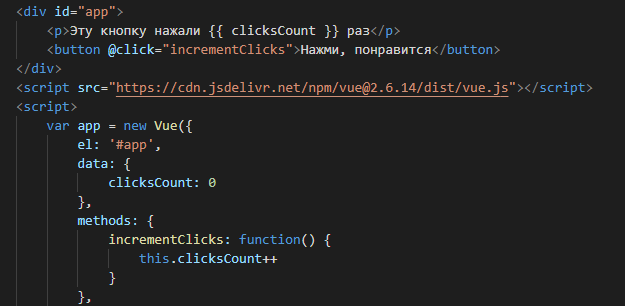 <div id="app">
<p>Эту кнопку нажали {{ clicksCount }} раз</p>
<button @click="incrementClicks">Нажми, понравится</button>
</div>
<script src="https://cdn.jsdelivr.net/npm/vue@2.6.14/dist/vue.js"></script>
<script>
var app = new Vue({
el: '#app',
data: {
clicksCount: 0
},
methods: {
incrementClicks: function() {
this.clicksCount++
}
},